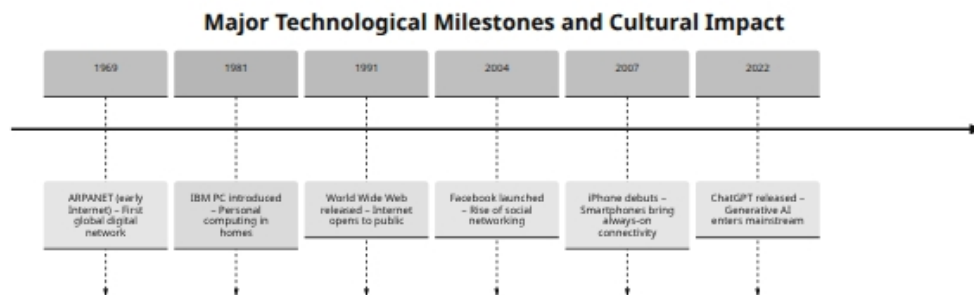 Major Technological Milestones and Cultural Impact
1969
1981
1991
2004
2007
2022
ARPANET (early
Internet) – First
global digital
network
IBM PC introduced
– Personal
computing in
homes
World Wide Web
released – Internet
opens to public
Facebook launched
– Rise of social
networking
iPhone debuts –
Smartphones bring
always-on
connectivity
ChatGPT released –
Generative AI
enters mainstream